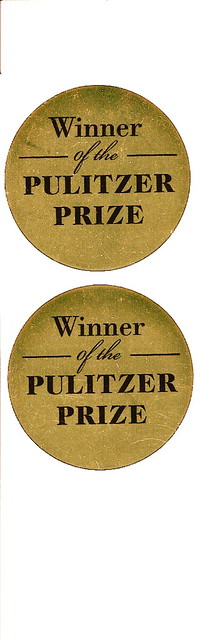 Winner
of the
PULITZER
PRIZE
Winner
of the
PULITZER
PRIZE